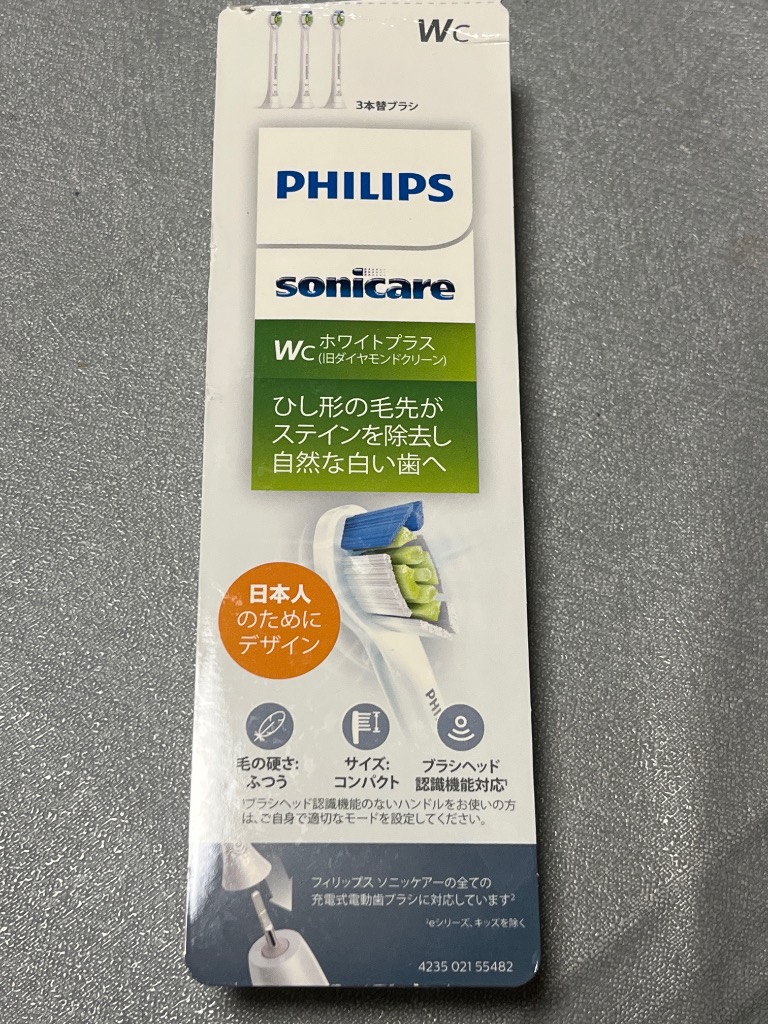 Wc
3本替ブラシ
PHILIPS
sonicare
Wc ホワイトプラス
(旧ダイヤモンドクリーン)
ひし形の毛先が
ステインを除去し
自然な白い歯へ
日本人
のために
デザイン
PHI
毛の硬さ:
ふつう
サイズ:
コンパクト
ブラシヘッド
認識機能対応¹
¹ブラシヘッド認識機能のないハンドルをお使いの方
は、ご自身で適切なモードを設定してください。
フィリップス ソニッケアーの全ての
充電式電動歯ブラシに対応しています²
²eシリーズ、キッズを除く
4235 021 55482